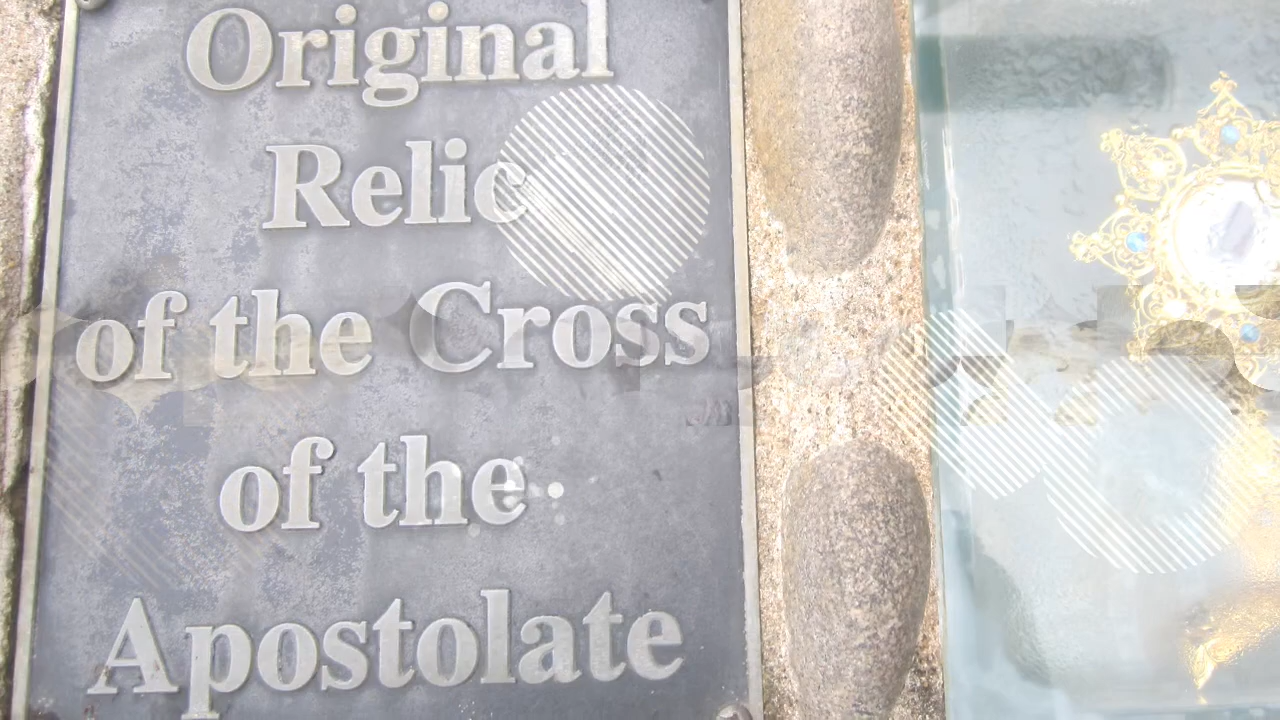 Original
Relic
of the Cross
of the
Apostolate